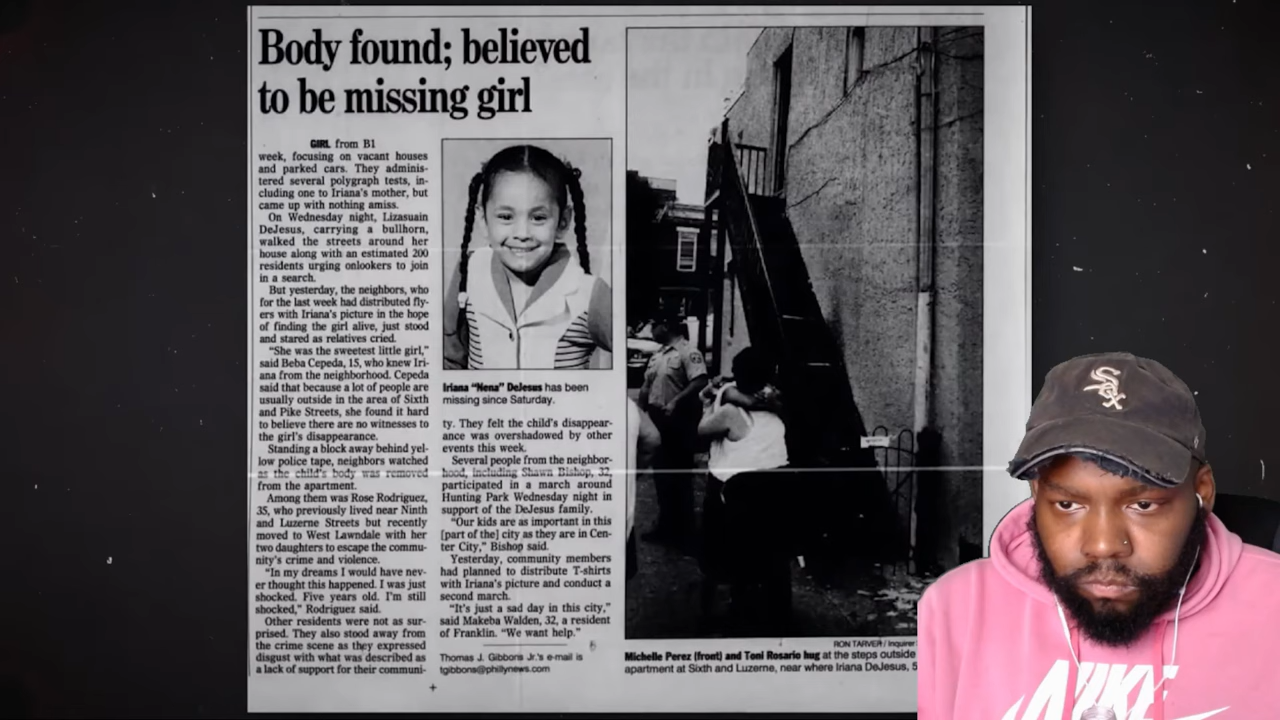 Body found; believed
to be missing girl
GIRL from B1
week, focusing on vacant houses
and parked cars. They adminis-
tered several polygraph tests, in-
cluding one to Iriana's mother, but
came up with nothing amiss.
On Wednesday night, Lizasuain
DeJesus, carrying a bullhorn,
walked the streets around her
house along with an estimated 200
residents urging onlookers to join
in a search.
But yesterday, the neighbors, who
for the last week had distributed fly-
ers with Iriana's picture in the hope
of finding the girl alive, just stood
and stared as relatives cried.
"She was the sweetest little girl,"
said Beba Cepeda, 15, who knew Iri-
ana from the neighborhood. Cepeda
said that because a lot of people are
usually outside in the area of Sixth
and Pike Streets, she found it hard
to believe there are no witnesses to
the girl's disappearance.
Standing a block away behind yel-
low police tape, neighbors watched
as the child's body was removed
from the apartment.
Among them was Rose Rodriguez,
35, who previously lived near Ninth
and Luzerne Streets but recently
moved to West Lawndale with her
two daughters to escape the commu-
nity's crime and violence.
"In my dreams I would have nev-
er thought this happened. I was just
shocked. Five years old. I'm still
shocked," Rodriguez said.
Other residents were not as sur-
prised. They also stood away from
the crime scene as they expressed
disgust with what was described as
a lack of support for their communi-
Iriana "Nena" DeJesus has been
missing since Saturday.
ty. They felt the child's disappear-
ance was overshadowed by other
events this week.
Several people from the neighbor-
hood, including Shawn Bishop, 32,
participated in a march around
Hunting Park Wednesday night in
support of the DeJesus family.
"Our kids are as important in this
[part of the] city as they are in Cen-
ter City," Bishop said.
Yesterday, community members
had planned to distribute T-shirts
with Iriana's picture and conduct a
second march.
"It's just a sad day in this city,"
said Makeba Walden, 32, a resident
of Franklin. "We want help."
Thomas J. Gibbons Jr.'s e-mail is
tgibbons@phillynews.com
RON TARVER / Inquirer
Michelle Perez (front) and Toni Rosario hug at the steps outside
apartment at Sixth and Luzerne, near where Iriana DeJesus, 5
Sox
NIKE